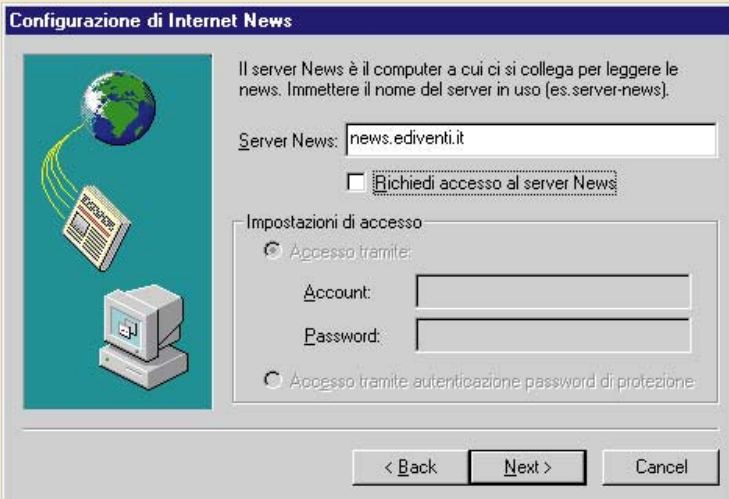 Configurazione di Internet News
Il server News è il computer a cui ci si collega per leggere le
news. Immettere il nome del server in uso (es.server-news).
Server News: news.ediventi.it
Richiedi accesso al server News
Impostazioni di accesso
Accesso tramite:
Account:
Password:
Accesso tramite autenticazione password di protezione
< Back Next > Cancel